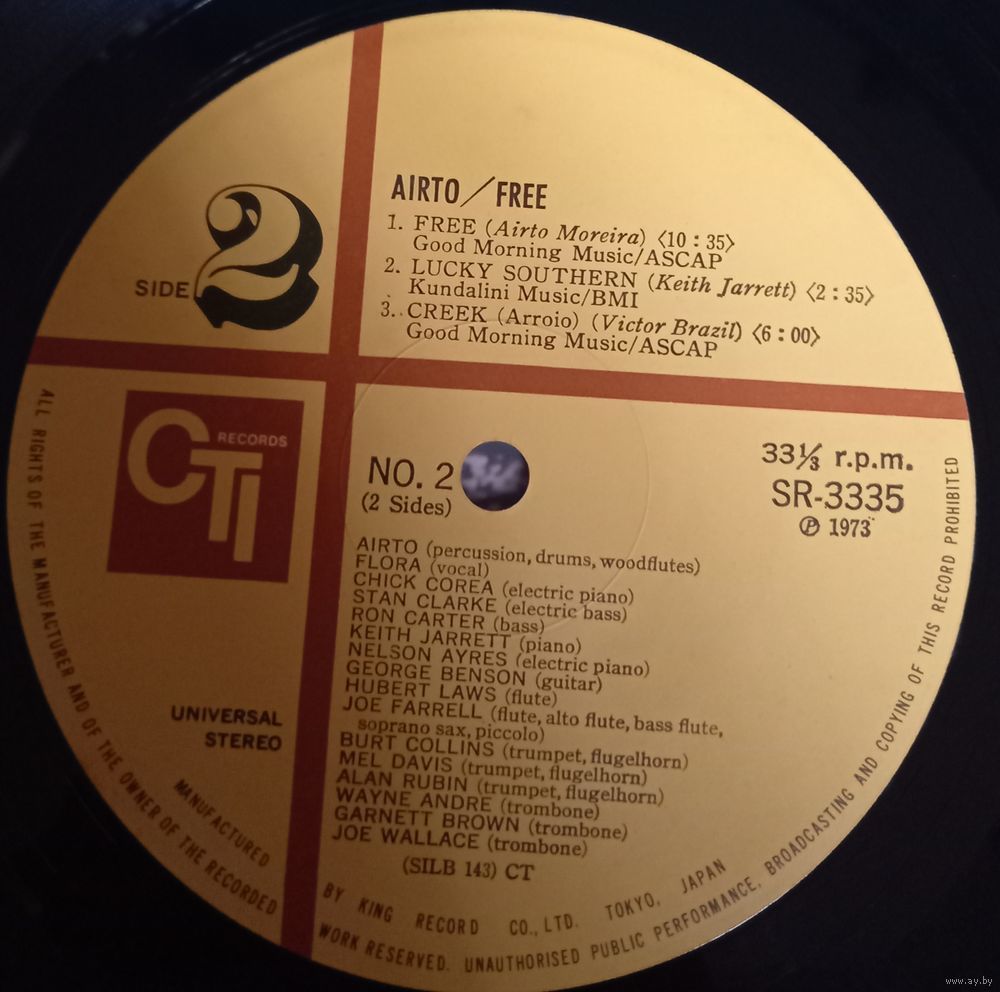 AIRTO / FREE
1. FREE (Airto Moreira) 〈10 : 35〉
Good Morning Music/ASCAP
2. LUCKY SOUTHERN (Keith Jarrett) 〈2 : 35〉
Kundalini Music/BMI
3. CREEK (Arroio) (Victor Brazil) 〈6 : 00〉
Good Morning Music/ASCAP
SIDE 2
CTI RECORDS
NO. 2
(2 Sides)
33⅓ r.p.m.
SR-3335
Ⓟ 1973
AIRTO (percussion, drums, woodflutes)
FLORA (vocal)
CHICK COREA (electric piano)
STAN CLARKE (electric bass)
RON CARTER (bass)
KEITH JARRETT (piano)
NELSON AYRES (electric piano)
GEORGE BENSON (guitar)
HUBERT LAWS (flute)
JOE FARRELL (flute, alto flute, bass flute,
soprano sax, piccolo)
BURT COLLINS (trumpet, flugelhorn)
MEL DAVIS (trumpet, flugelhorn)
ALAN RUBIN (trumpet, flugelhorn)
WAYNE ANDRE (trombone)
GARNETT BROWN (trombone)
JOE WALLACE (trombone)
(SILB 143) CT
UNIVERSAL
STEREO
MANUFACTURED BY KING RECORD CO., LTD. TOKYO, JAPAN
ALL RIGHTS OF THE MANUFACTURER AND OF THE OWNER OF THE RECORDED WORK RESERVED. UNAUTHORISED PUBLIC PERFORMANCE, BROADCASTING AND COPYING OF THIS RECORD PROHIBITED
www.ay.by